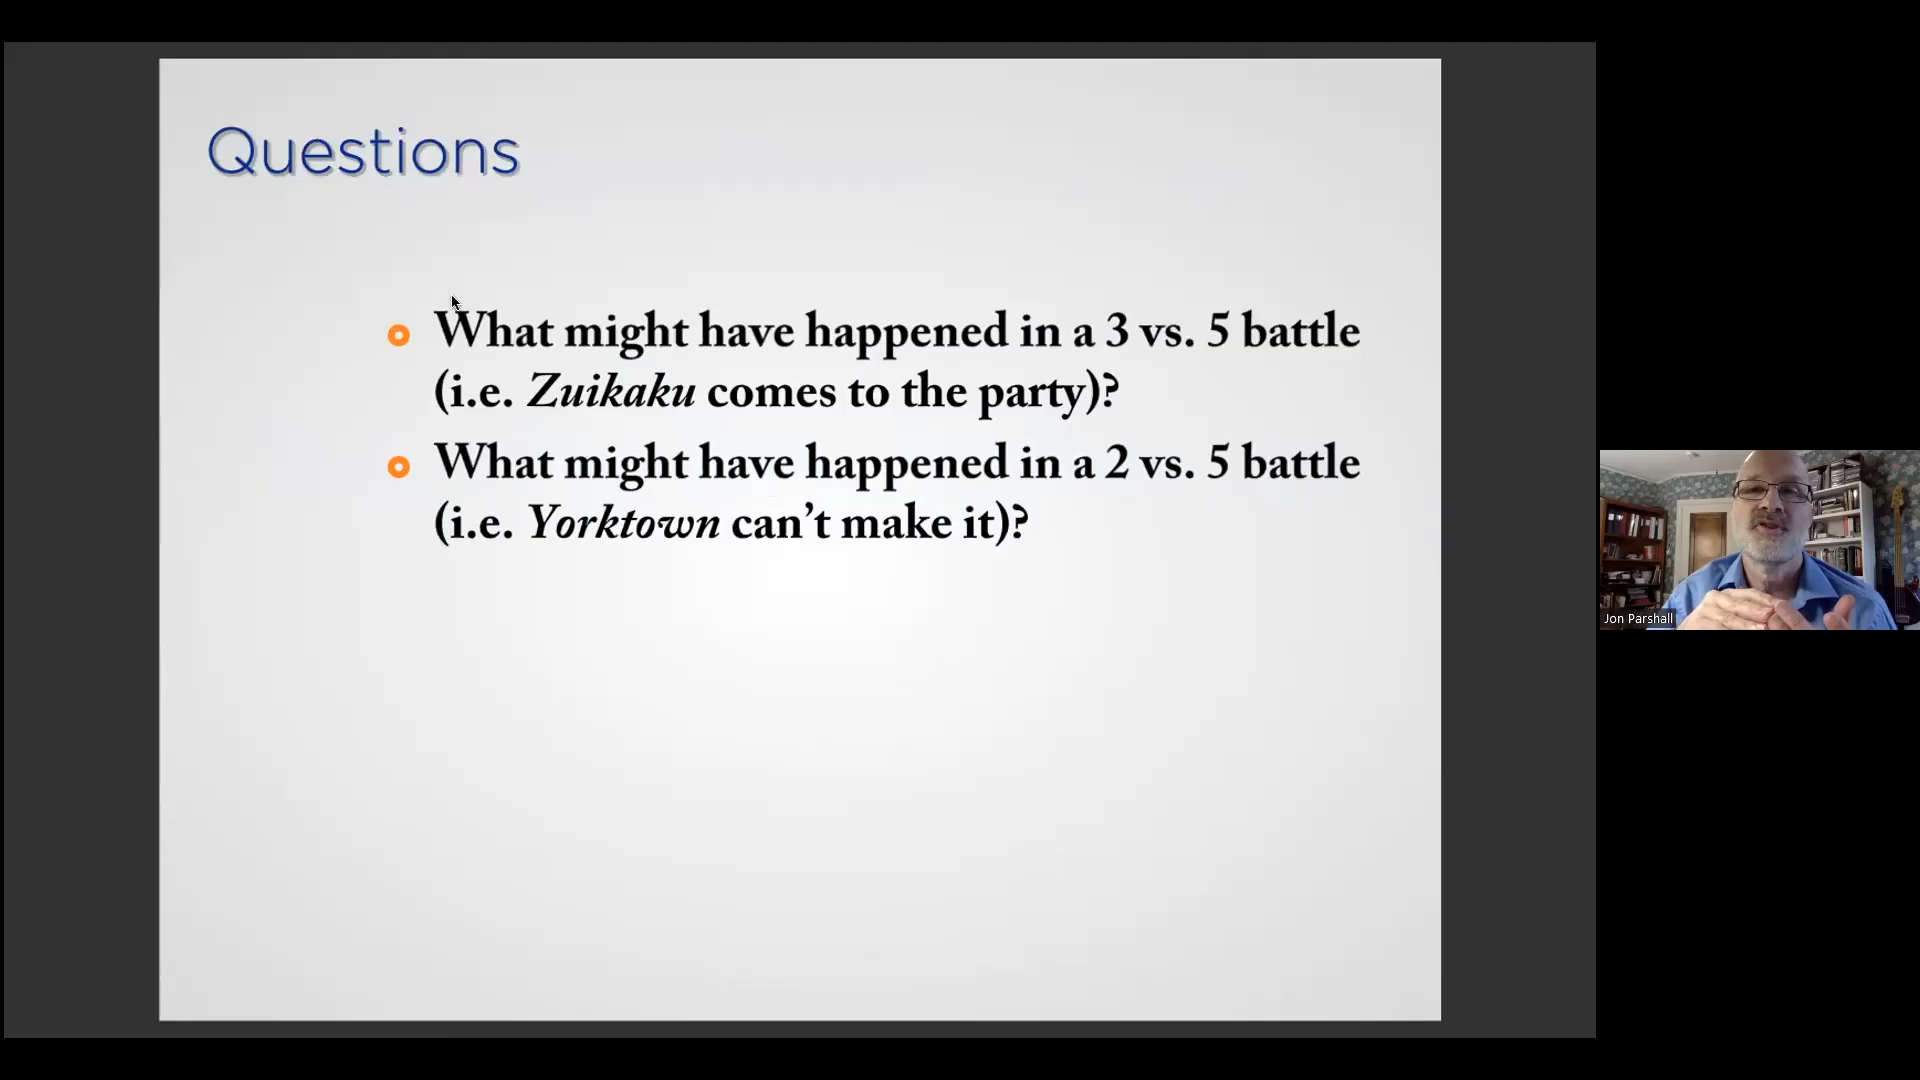 Questions
What might have happened in a 3 vs. 5 battle
(i.e. Zuikaku comes to the party)?
What might have happened in a 2 vs. 5 battle
(i.e. Yorktown can’t make it)?
Jon Parshall